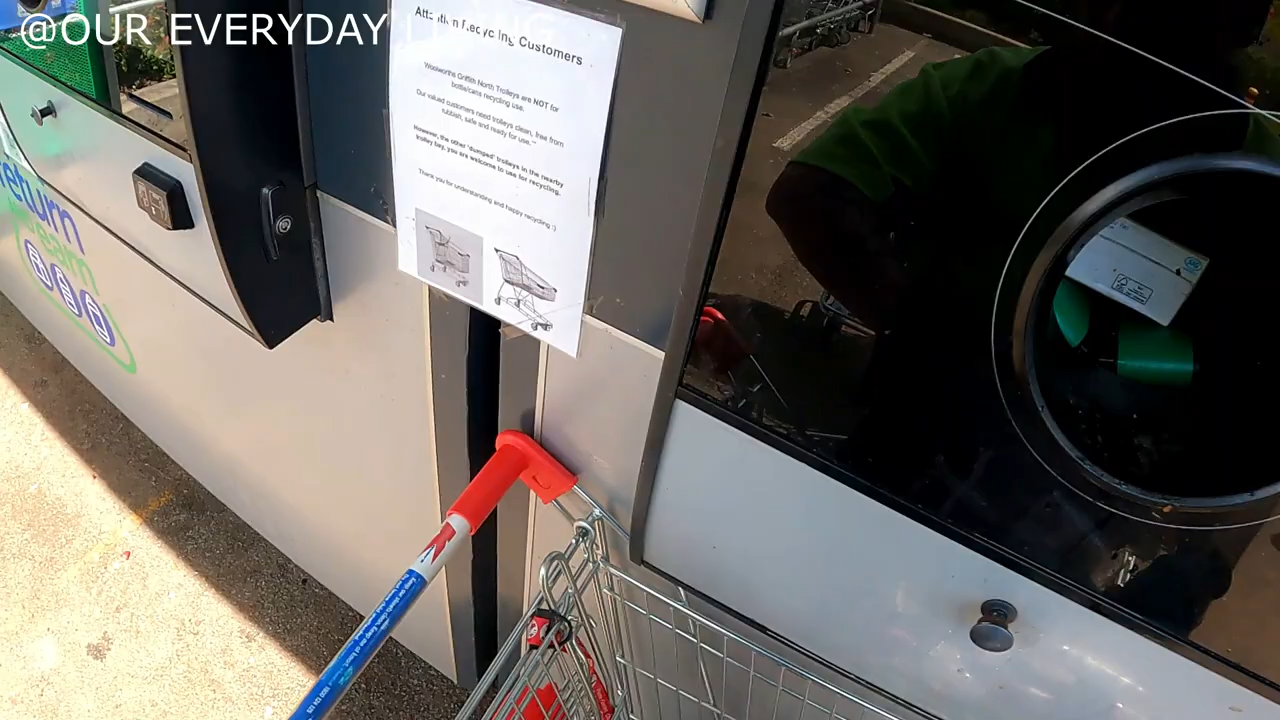 @OUR EVERYDAY LIVING
Attention Recycling Customers
Woolworths Griffith North Trolleys are NOT for
bottle/cans recycling use.
Our valued customers need trolleys clean, free from
rubbish, safe and ready for use.
However, the other "dumped" trolleys in the nearby
trolley bay, you are welcome to use for recycling.
Thank you for understanding and happy recycling :)
return
earn